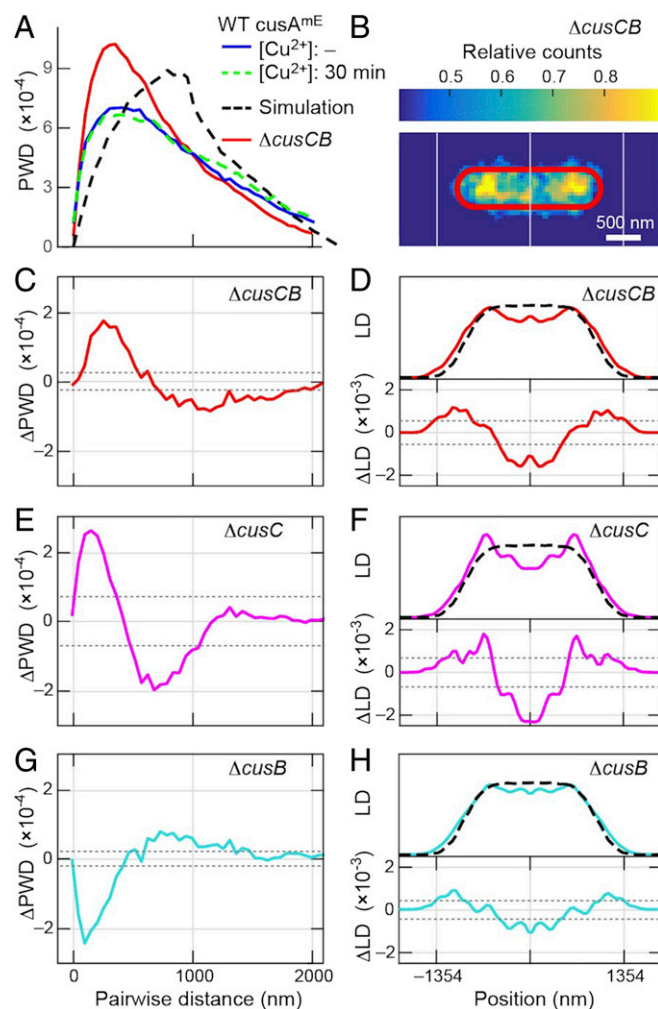 A
WT cusA^mE
[Cu²⁺]: –
[Cu²⁺]: 30 min
Simulation
ΔcusCB
PWD (×10⁻⁴)
9
6
3
0
B
ΔcusCB
Relative counts
0.5 0.6 0.7 0.8
500 nm
C
ΔcusCB
ΔPWD (×10⁻⁴)
2
0
−2
D
ΔcusCB
LD
ΔLD (×10⁻³)
2
0
−2
E
ΔcusC
ΔPWD (×10⁻⁴)
2
0
−2
F
ΔcusC
LD
ΔLD (×10⁻³)
2
0
−2
G
ΔcusB
ΔPWD (×10⁻⁴)
2
0
−2
0 1000 2000
Pairwise distance (nm)
H
ΔcusB
LD
ΔLD (×10⁻³)
2
0
−2
−1354 1354
Position (nm)